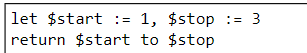 let $start := 1, $stop := 3
return $start to $stop